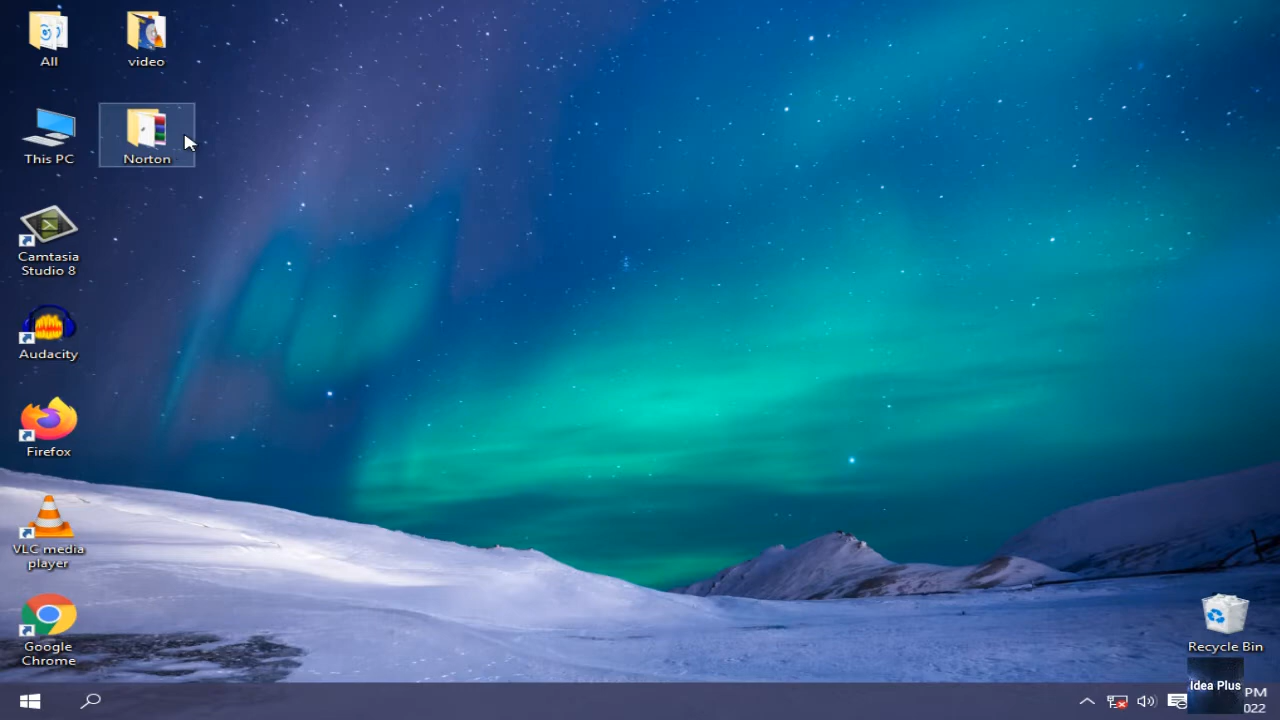 All
video
This PC
Norton
Camtasia
Studio 8
Audacity
Firefox
VLC media
player
Google
Chrome
Recycle Bin
Idea Plus
PM
022